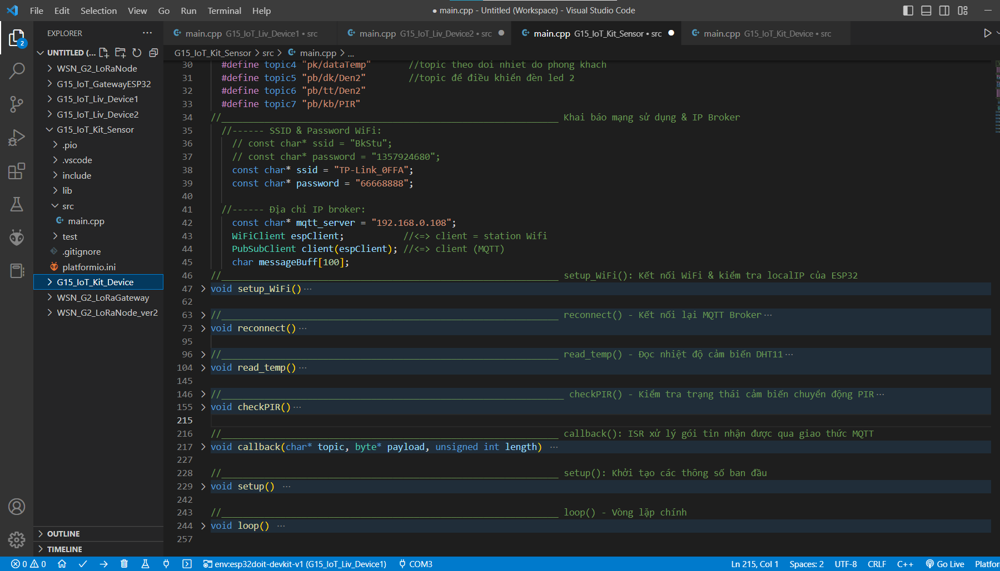 File Edit Selection View Go Run Terminal Help
● main.cpp - Untitled (Workspace) - Visual Studio Code
EXPLORER ...
main.cpp G15_IoT_Liv_Device1 • src
main.cpp G15_IoT_Liv_Device2 • src ●
main.cpp G15_IoT_Kit_Sensor • src ●
main.cpp G15_IoT_Kit_Device • src
2
UNTITLED (...
WSN_G2_LoRaNode
G15_IoT_GatewayESP32
G15_IoT_Liv_Device1
G15_IoT_Liv_Device2
G15_IoT_Kit_Sensor
.pio
.vscode
include
lib
src
main.cpp
test
.gitignore
platformio.ini
G15_IoT_Kit_Device
WSN_G2_LoRaGateway
WSN_G2_LoRaNode_ver2
OUTLINE
TIMELINE
G15_IoT_Kit_Sensor > src > main.cpp > ...
30 #define topic4 "pk/dataTemp" //topic theo doi nhiet do phong khach
31 #define topic5 "pb/dk/Den2" //topic để điều khiển đèn led 2
32 #define topic6 "pb/tt/Den2"
33 #define topic7 "pb/kb/PIR"
34 //_______________________________________________________________ Khai báo mạng sử dụng & IP Broker
35 //------ SSID & Password WiFi:
36 // const char* ssid = "BkStu";
37 // const char* password = "1357924680";
38 const char* ssid = "TP-Link_0FFA";
39 const char* password = "66668888";
40
41 //------ Địa chỉ IP broker:
42 const char* mqtt_server = "192.168.0.108";
43 WiFiClient espClient; //<=> client = station Wifi
44 PubSubClient client(espClient); //<=> client (MQTT)
45 char messageBuff[100];
46 //_______________________________________________________________ setup_WiFi(): Kết nối WiFi & kiểm tra localIP của ESP32
47 void setup_WiFi()...
62
63 //_______________________________________________________________ reconnect() - Kết nối lại MQTT Broker...
73 void reconnect()...
95
96 //_______________________________________________________________ read_temp() - Đọc nhiệt độ cảm biến DHT11...
104 void read_temp()...
145
146 //________________________________________________________________ checkPIR() - Kiểm tra trạng thái cảm biến chuyển động PIR...
155 void checkPIR()...
215
216 //_______________________________________________________________ callback(): ISR xử lý gói tin nhận được qua giao thức MQTT
217 void callback(char* topic, byte* payload, unsigned int length) ...
227
228 //_______________________________________________________________ setup(): Khởi tạo các thông số ban đầu
229 void setup() ...
242
243 //_______________________________________________________________ loop() - Vòng lặp chính
244 void loop() ...
257
0 0 env:esp32doit-devkit-v1 (G15_IoT_Liv_Device1) COM3 Ln 215, Col 1 Spaces: 2 UTF-8 CRLF C++ Go Live Platfor